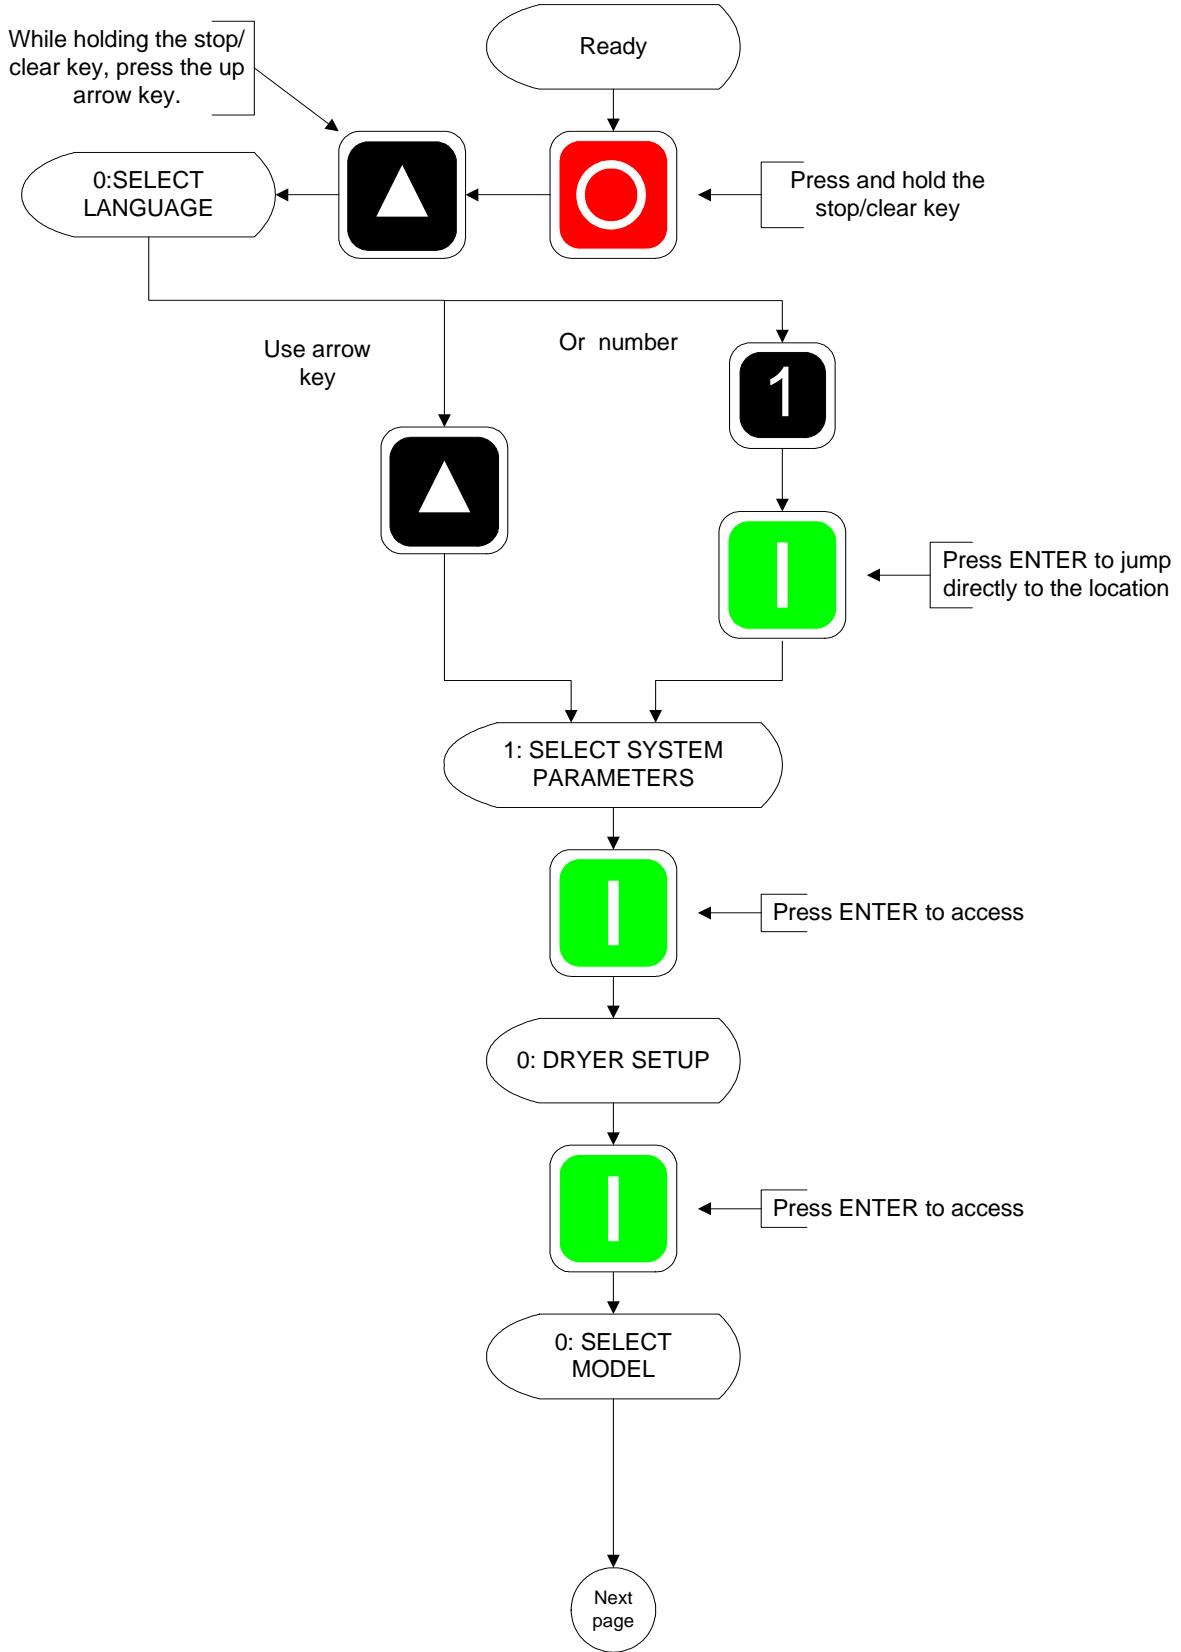 While holding the stop/
clear key, press the up
arrow key.
Ready
0:SELECT
LANGUAGE
Press and hold the
stop/clear key
Use arrow
key
Or number
1
Press ENTER to jump
directly to the location
1: SELECT SYSTEM
PARAMETERS
Press ENTER to access
0: DRYER SETUP
Press ENTER to access
0: SELECT
MODEL
Next
page